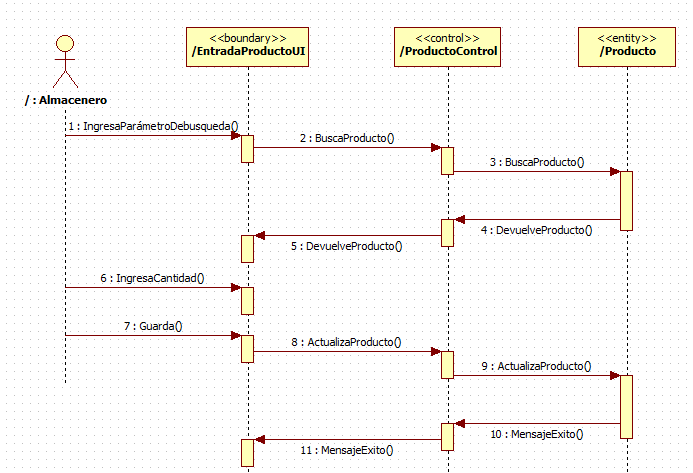 <<boundary>>
/EntradaProductoUI
<<control>>
/ProductoControl
<<entity>>
/Producto
/ : Almacenero
1 : IngresaParámetroDebusqueda()
2 : BuscaProducto()
3 : BuscaProducto()
4 : DevuelveProducto()
5 : DevuelveProducto()
6 : IngresaCantidad()
7 : Guarda()
8 : ActualizaProducto()
9 : ActualizaProducto()
10 : MensajeExito()
11 : MensajeExito()